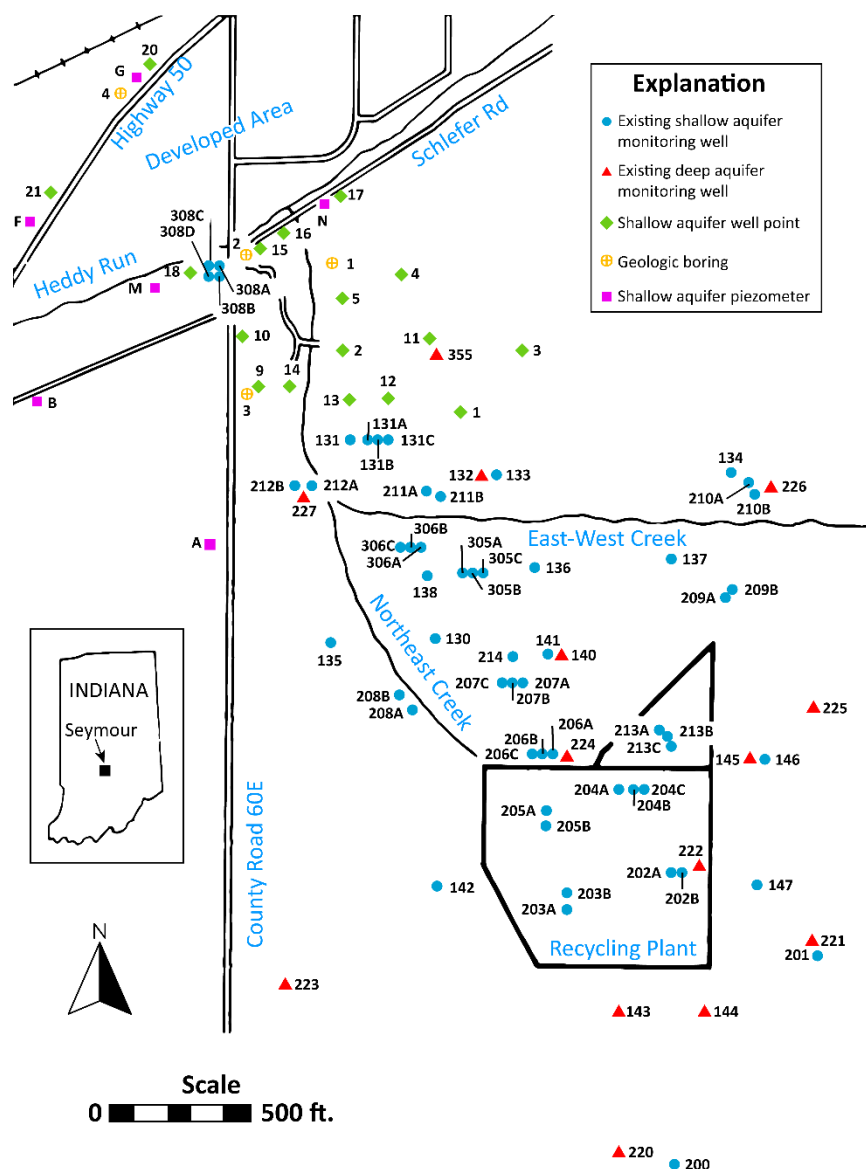 20
G
4
Highway 50
Developed Area
Schlefer Rd
Explanation
Existing shallow aquifer
monitoring well
Existing deep aquifer
monitoring well
Shallow aquifer well point
Geologic boring
Shallow aquifer piezometer
21
F
17
N
16
308C
308D
2
15
1
4
Heddy Run
18
308A
M
308B
5
10
11
2
355
3
9
14
12
B
3
13
1
131A
131
131C
131B
132
133
134
212B
212A
211A
211B
226
210A
210B
227
East-West Creek
A
306B
306C
306A
305A
305C
305B
136
137
138
209B
209A
Northeast Creek
INDIANA
Seymour
135
130
141
214
140
207C
207A
207B
208B
208A
225
206A
206B
206C
224
213A
213B
213C
145
146
204A
204C
204B
205A
205B
County Road 60E
222
202A
202B
142
203B
203A
147
221
201
Recycling Plant
N
223
143
144
Scale
0
500 ft.
220
200